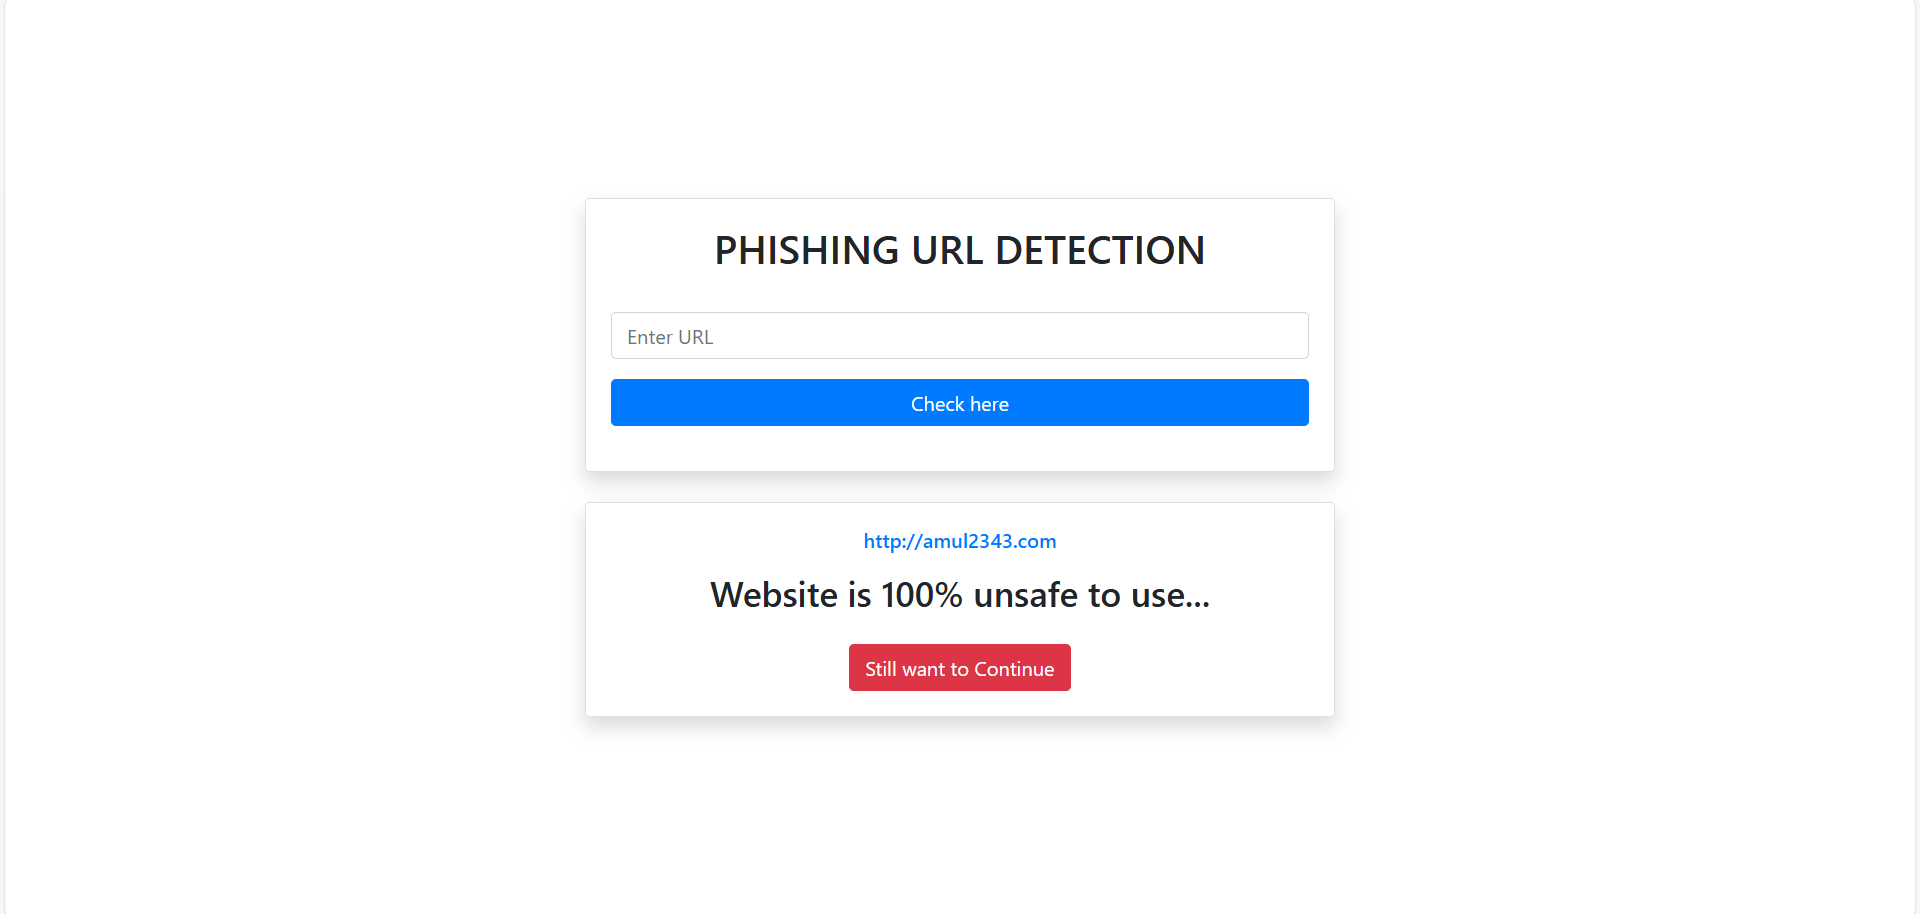 PHISHING URL DETECTION
Enter URL
Check here
http://amul2343.com
Website is 100% unsafe to use...
Still want to Continue